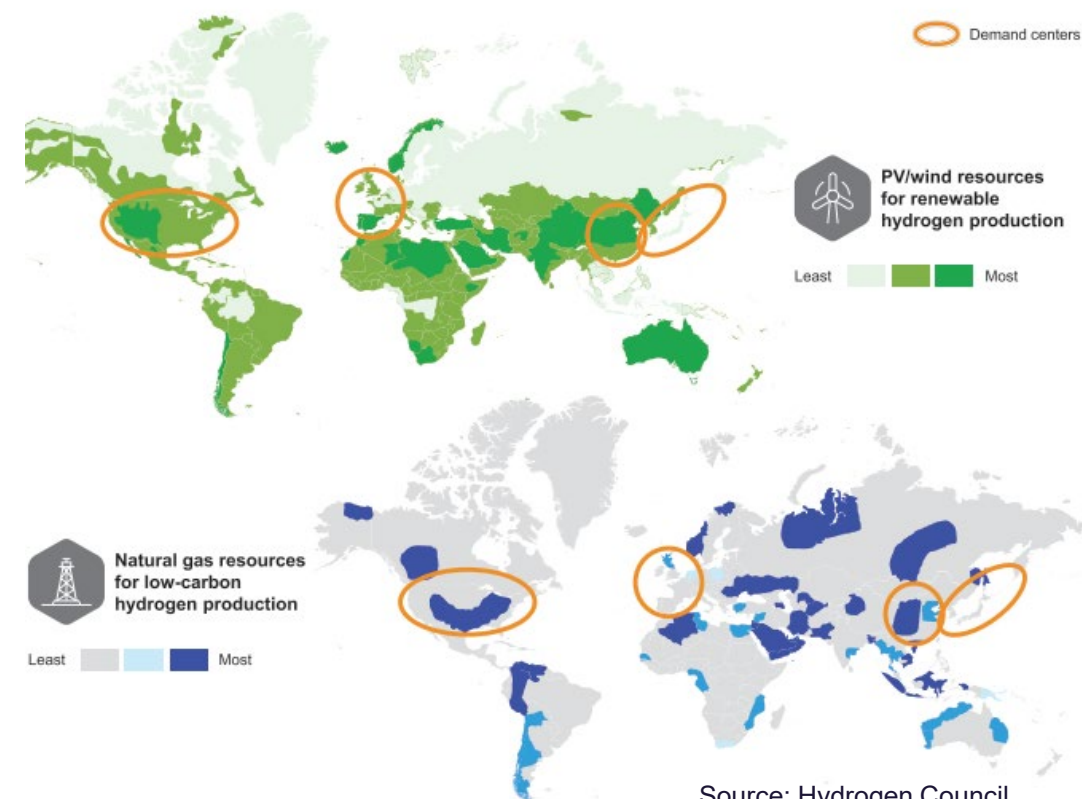 Demand centers
PV/wind resources
for renewable
hydrogen production
Least
Most
Natural gas resources
for low-carbon
hydrogen production
Least
Most
Source: Hydrogen Council